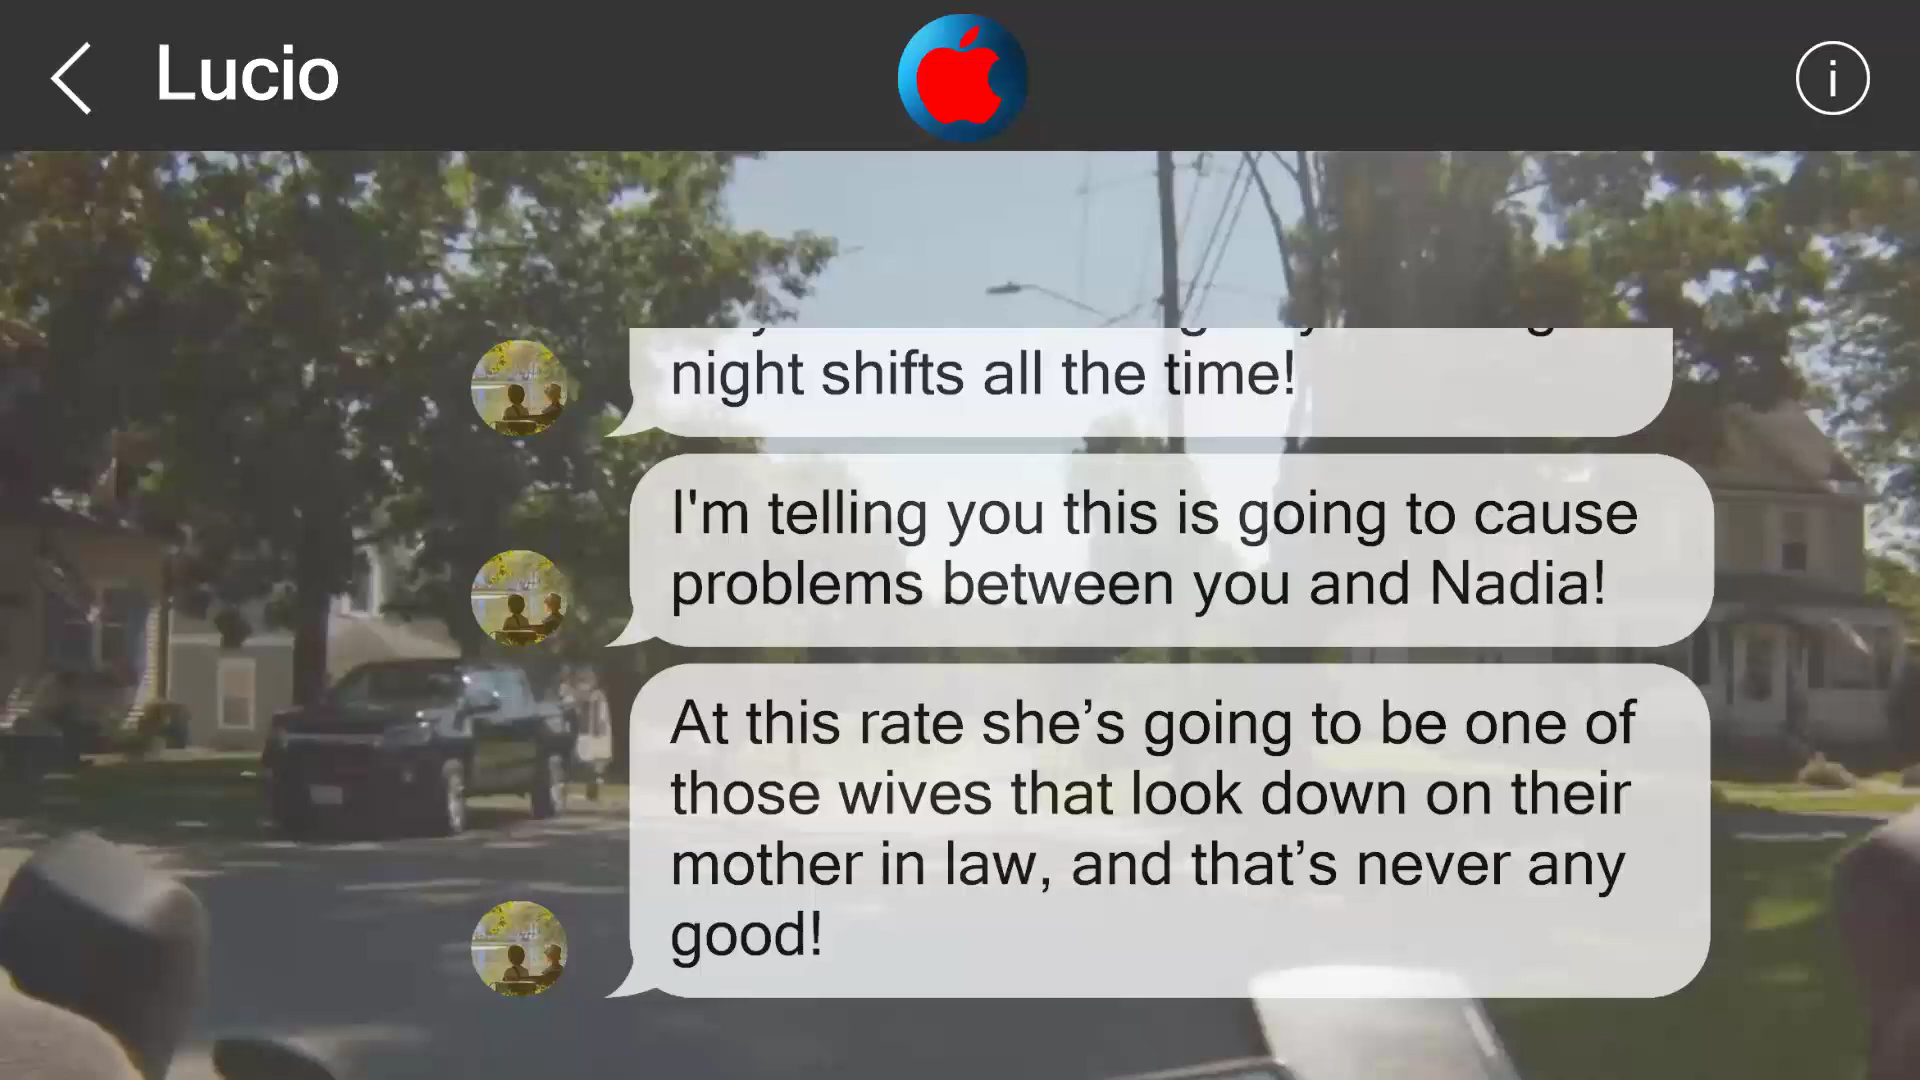 Lucio
i
night shifts all the time!
I'm telling you this is going to cause
problems between you and Nadia!
At this rate she’s going to be one of
those wives that look down on their
mother in law, and that’s never any
good!